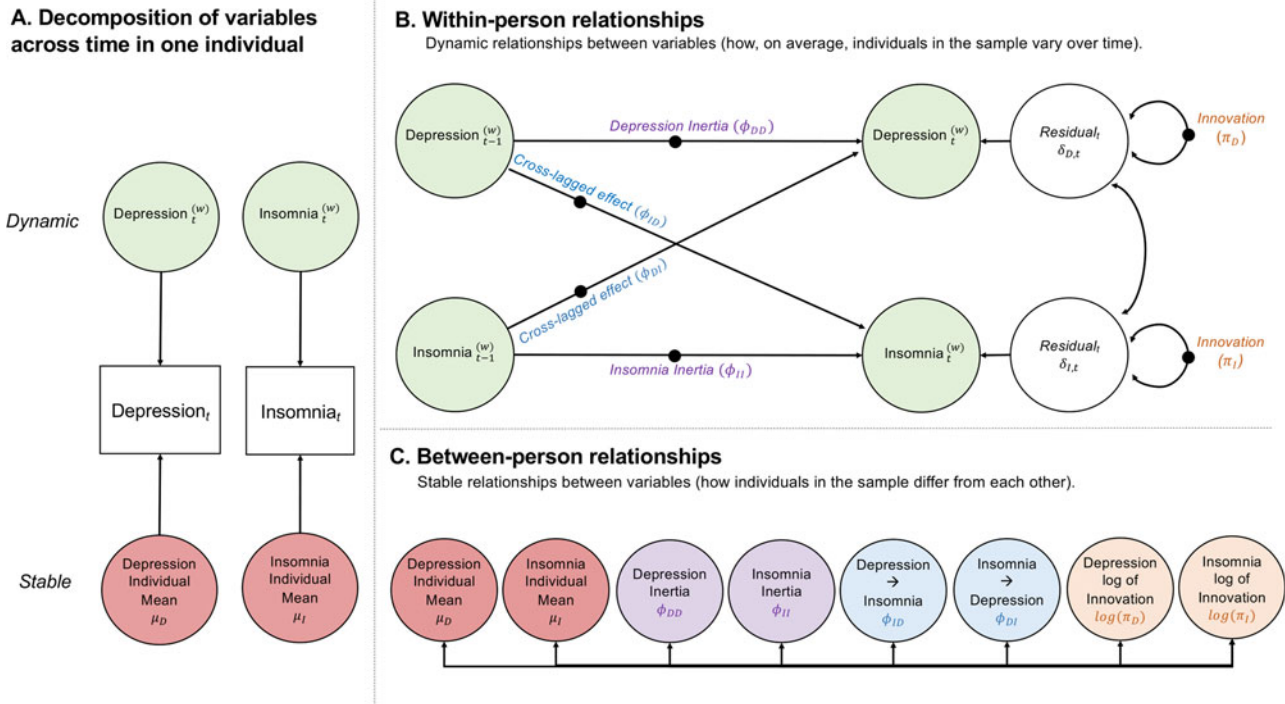 A. Decomposition of variables
across time in one individual
Dynamic
Depression (w) t
Insomnia (w) t
Depressiont
Insomniat
Stable
Depression
Individual
Mean
μD
Insomnia
Individual
Mean
μI
B. Within-person relationships
Dynamic relationships between variables (how, on average, individuals in the sample vary over time).
Depression (w) t−1
Depression Inertia (ϕDD)
Depression (w) t
Residualt
δD,t
Innovation
(πD)
Cross-lagged effect (ϕID)
Cross-lagged effect (ϕDI)
Insomnia (w) t−1
Insomnia Inertia (ϕII)
Insomnia (w) t
Residualt
δI,t
Innovation
(πI)
C. Between-person relationships
Stable relationships between variables (how individuals in the sample differ from each other).
Depression
Individual
Mean
μD
Insomnia
Individual
Mean
μI
Depression
Inertia
ϕDD
Insomnia
Inertia
ϕII
Depression
→
Insomnia
ϕID
Insomnia
→
Depression
ϕDI
Depression
log of
Innovation
log(πD)
Insomnia
log of
Innovation
log(πI)